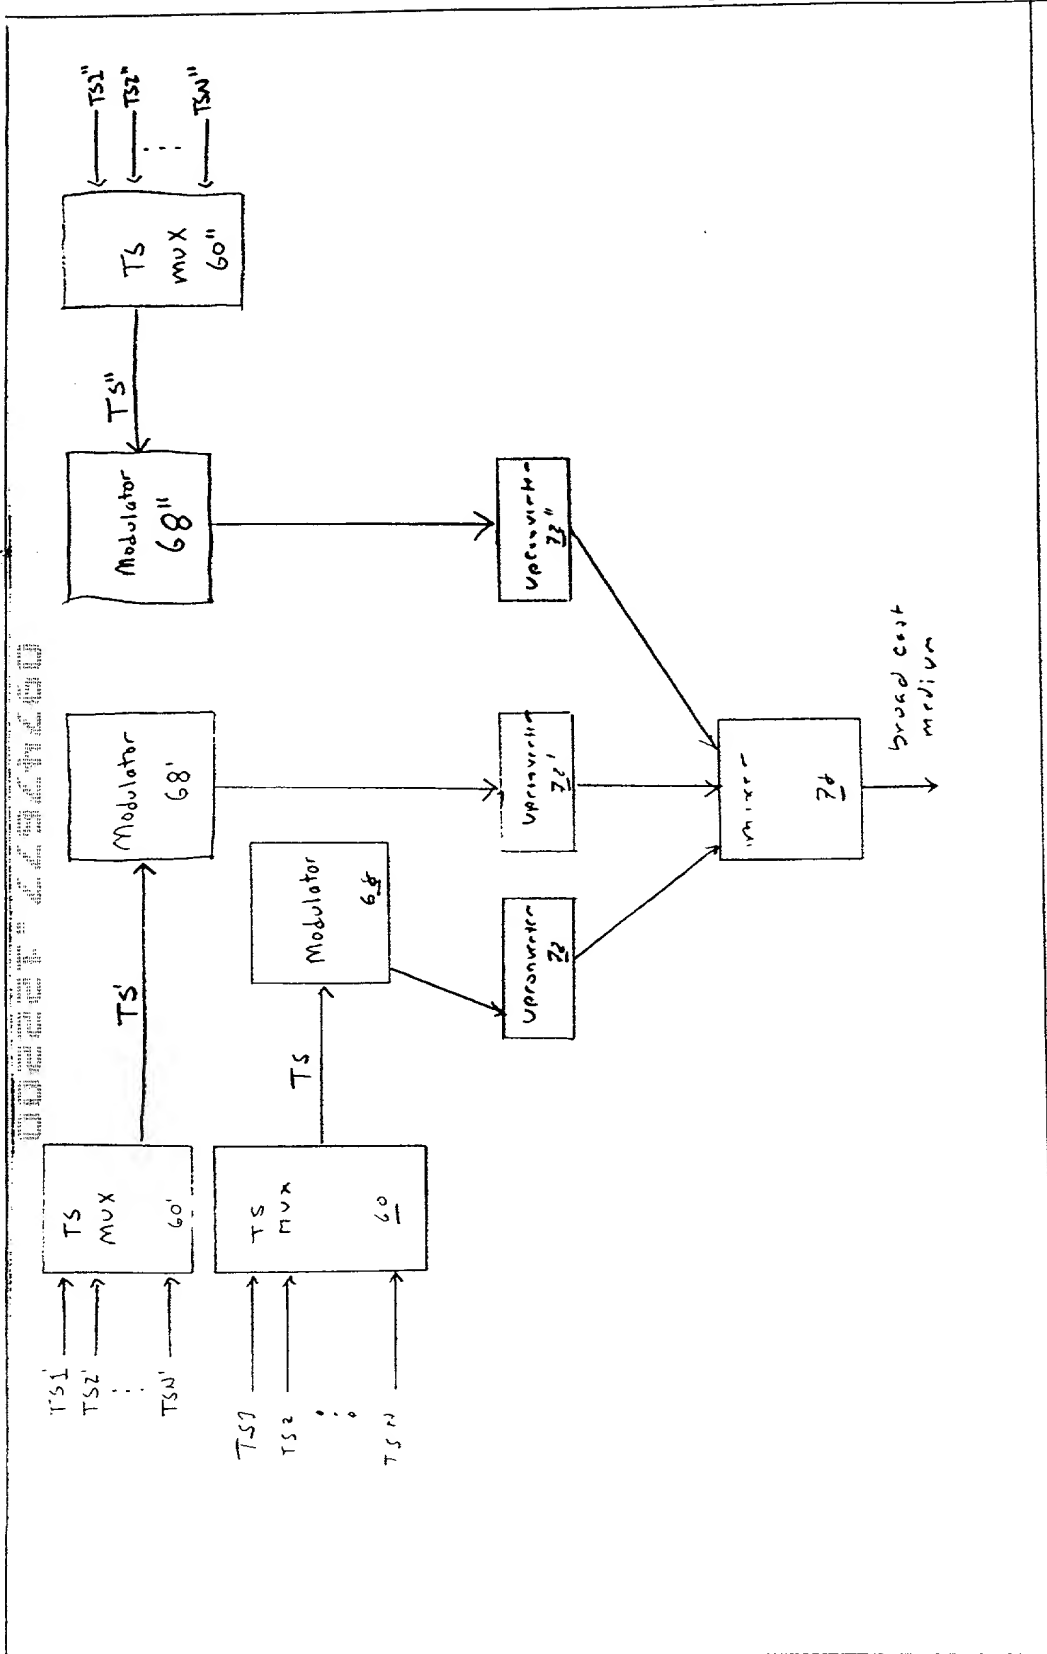 TS1'
TS2'
TSN'
TS
MUX
60'
TS'
Modulator
68'
Modulator
68"
TS"
TS
MUX
60"
TS1"
TS2"
TSN"
TS1
TS2
TSN
TS
MUX
60
TS
Modulator
68
upconverter
72
upconverter
72'
upconverter
72"
mixer
broadcast
medium